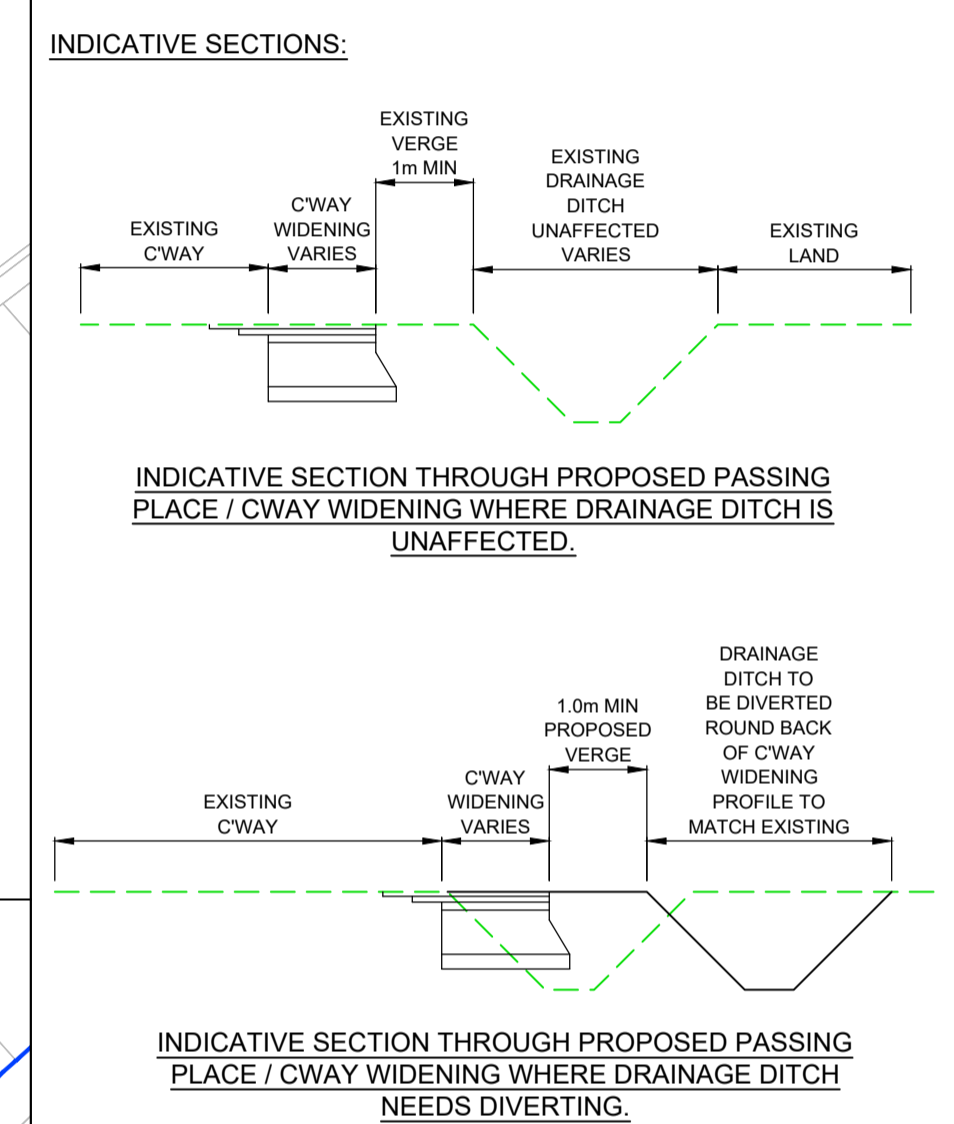 INDICATIVE SECTIONS:
EXISTING
VERGE
1m MIN
EXISTING
DRAINAGE
DITCH
UNAFFECTED
VARIES
C'WAY
WIDENING
VARIES
EXISTING
C'WAY
EXISTING
LAND
INDICATIVE SECTION THROUGH PROPOSED PASSING
PLACE / CWAY WIDENING WHERE DRAINAGE DITCH IS
UNAFFECTED.
DRAINAGE
DITCH TO
BE DIVERTED
ROUND BACK
OF C'WAY
WIDENING
PROFILE TO
MATCH EXISTING
1.0m MIN
PROPOSED
VERGE
C'WAY
WIDENING
VARIES
EXISTING
C'WAY
INDICATIVE SECTION THROUGH PROPOSED PASSING
PLACE / CWAY WIDENING WHERE DRAINAGE DITCH
NEEDS DIVERTING.